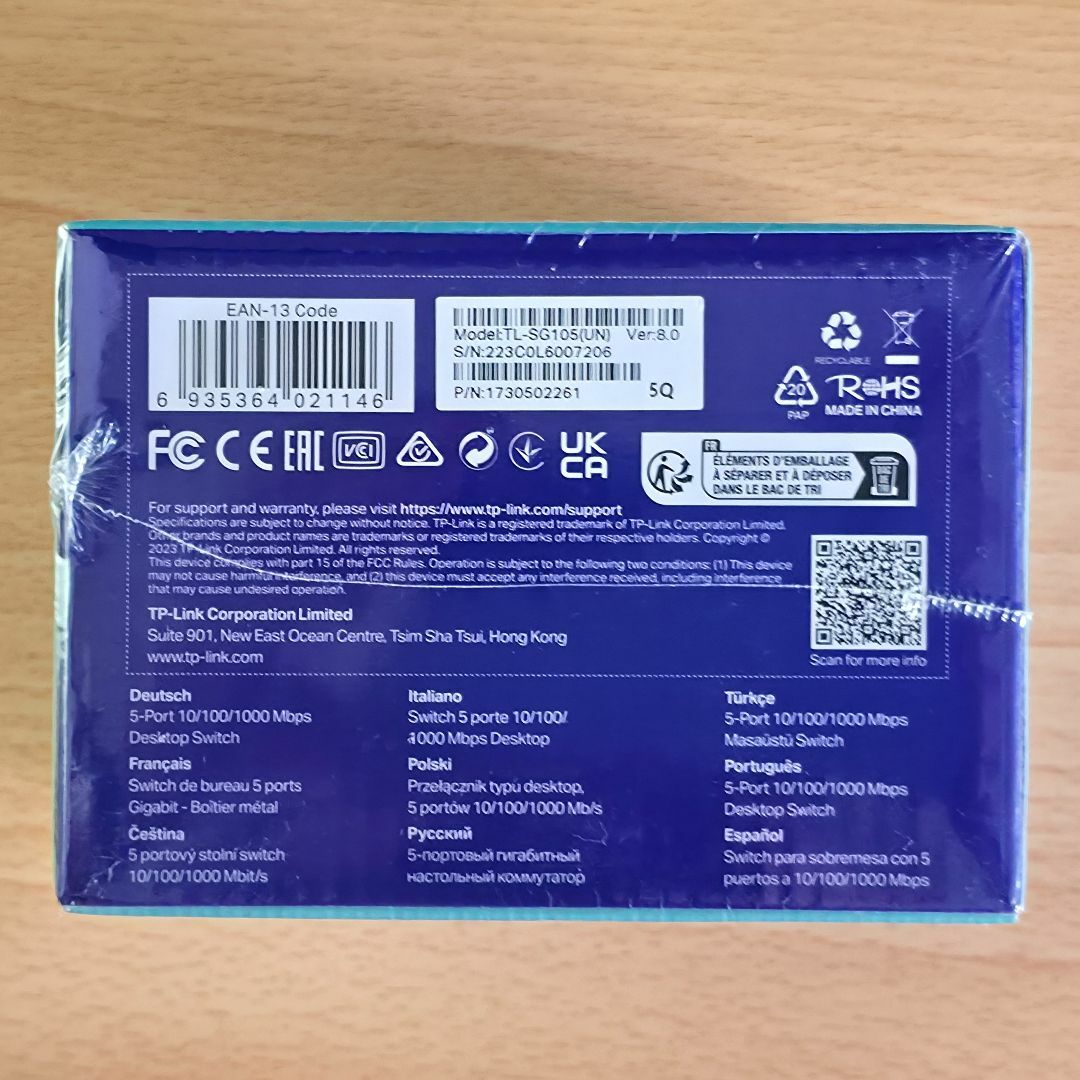 EAN-13 Code
6 935364 021146
Model:TL-SG105(UN) Ver:8.0
S/N:223C0L6007206
P/N:1730502261 5Q
RECYCLABLE
20
PAP
RoHS
MADE IN CHINA
FC CE EAC VCI UK
CA
FR
ÉLÉMENTS D'EMBALLAGE
À SÉPARER ET À DÉPOSER
DANS LE BAC DE TRI
BAC
DE
TRI
For support and warranty, please visit https://www.tp-link.com/support
Specifications are subject to change without notice. TP-Link is a registered trademark of TP-Link Corporation Limited.
Other brands and product names are trademarks or registered trademarks of their respective holders. Copyright ©
2023 TP-Link Corporation Limited. All rights reserved.
This device complies with part 15 of the FCC Rules. Operation is subject to the following two conditions: (1) This device
may not cause harmful interference, and (2) this device must accept any interference received, including interference
that may cause undesired operation.
TP-Link Corporation Limited
Suite 901, New East Ocean Centre, Tsim Sha Tsui, Hong Kong
www.tp-link.com
Scan for more info
Deutsch
5-Port 10/100/1000 Mbps
Desktop Switch
Français
Switch de bureau 5 ports
Gigabit - Boîtier métal
Čeština
5 portový stolní switch
10/100/1000 Mbit/s
Italiano
Switch 5 porte 10/100/
1000 Mbps Desktop
Polski
Przełącznik typu desktop,
5 portów 10/100/1000 Mb/s
Русский
5-портовый гигабитный
настольный коммутатор
Türkçe
5-Port 10/100/1000 Mbps
Masaüstü Switch
Português
5-Port 10/100/1000 Mbps
Desktop Switch
Español
Switch para sobremesa con 5
puertos a 10/100/1000 Mbps